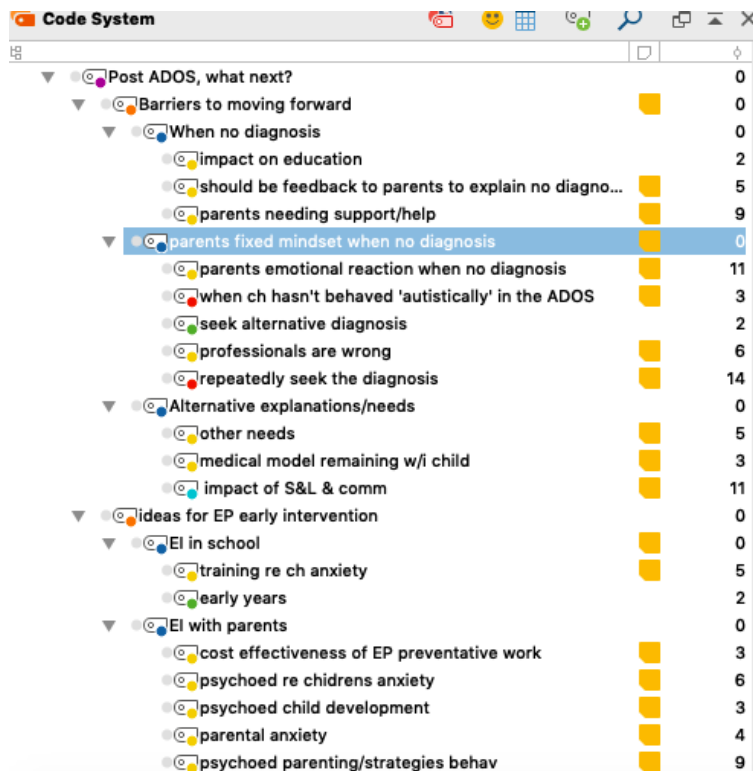 Code System
Post ADOS, what next? 0
Barriers to moving forward 0
When no diagnosis 0
impact on education 2
should be feedback to parents to explain no diagno... 5
parents needing support/help 9
parents fixed mindset when no diagnosis 0
parents emotional reaction when no diagnosis 11
when ch hasn't behaved 'autistically' in the ADOS 3
seek alternative diagnosis 2
professionals are wrong 6
repeatedly seek the diagnosis 14
Alternative explanations/needs 0
other needs 5
medical model remaining w/i child 3
impact of S&L & comm 11
ideas for EP early intervention 0
EI in school 0
training re ch anxiety 5
early years 2
EI with parents 0
cost effectiveness of EP preventative work 3
psychoed re chidrens anxiety 6
psychoed child development 3
parental anxiety 4
psychoed parenting/strategies behav 9